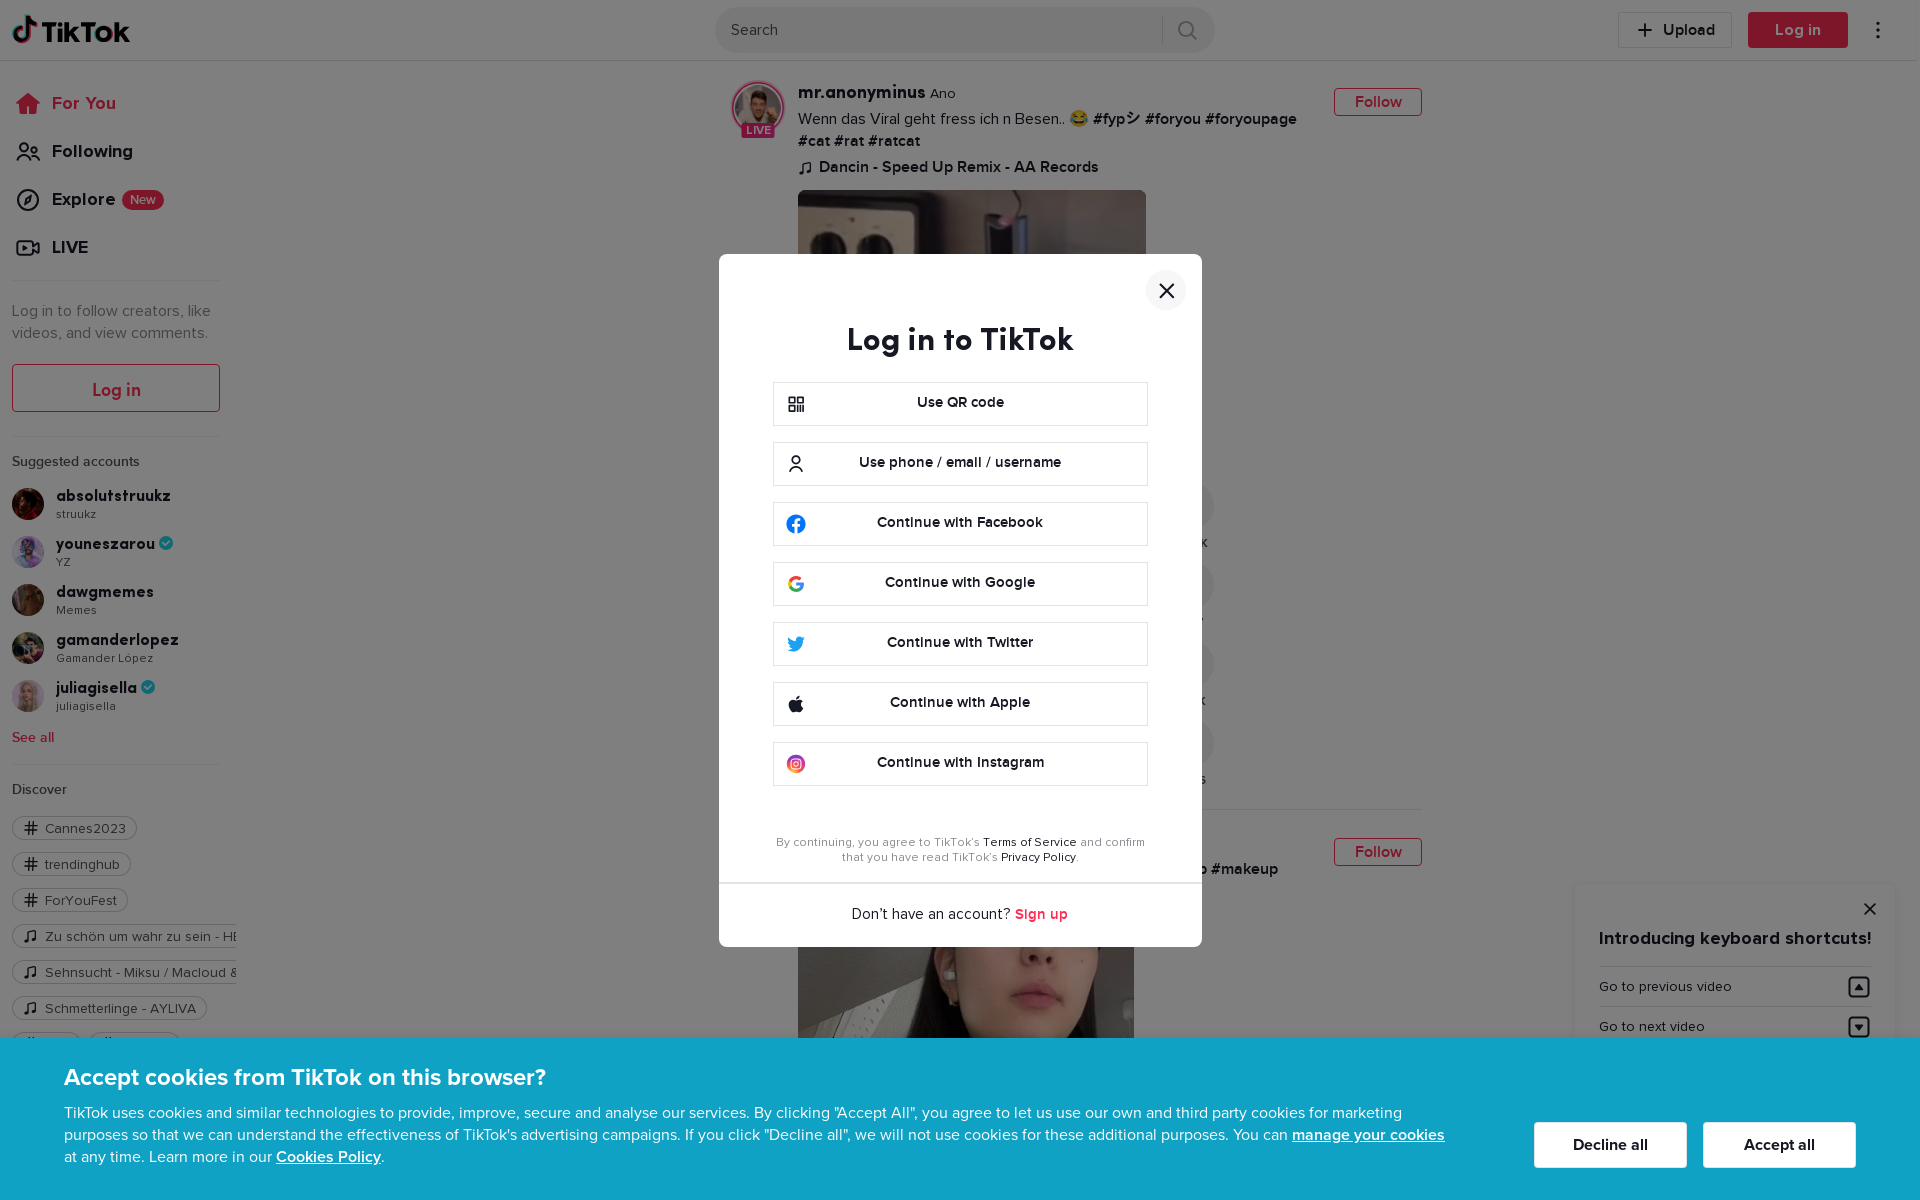 TikTok
Search
Upload
Log in
For You
Following
Explore New
LIVE
Log in to follow creators, like
videos, and view comments.
Log in
Suggested accounts
absolutstruukz
struukz
youneszarou
YZ
dawgmemes
Memes
gamanderlopez
Gamander López
juliagisella
juliagisella
See all
Discover
Cannes2023
trendinghub
ForYouFest
Zu schön um wahr zu sein - HE
Sehnsucht - Miksu / Macloud &
Schmetterlinge - AYLIVA
LIVE
mr.anonyminus Ano
Wenn das Viral geht fress ich n Besen.. 😂 #fypシ #foryou #foryoupage
#cat #rat #ratcat
Dancin - Speed Up Remix - AA Records
Follow
Log in to TikTok
Use QR code
Use phone / email / username
Continue with Facebook
Continue with Google
Continue with Twitter
Continue with Apple
Continue with Instagram
By continuing, you agree to TikTok's Terms of Service and confirm
that you have read TikTok's Privacy Policy.
Don't have an account? Sign up
Follow
#makeup
Introducing keyboard shortcuts!
Go to previous video
Go to next video
Accept cookies from TikTok on this browser?
TikTok uses cookies and similar technologies to provide, improve, secure and analyse our services. By clicking "Accept All", you agree to let us use our own and third party cookies for marketing
purposes so that we can understand the effectiveness of TikTok's advertising campaigns. If you click "Decline all", we will not use cookies for these additional purposes. You can manage your cookies
at any time. Learn more in our Cookies Policy.
Decline all
Accept all